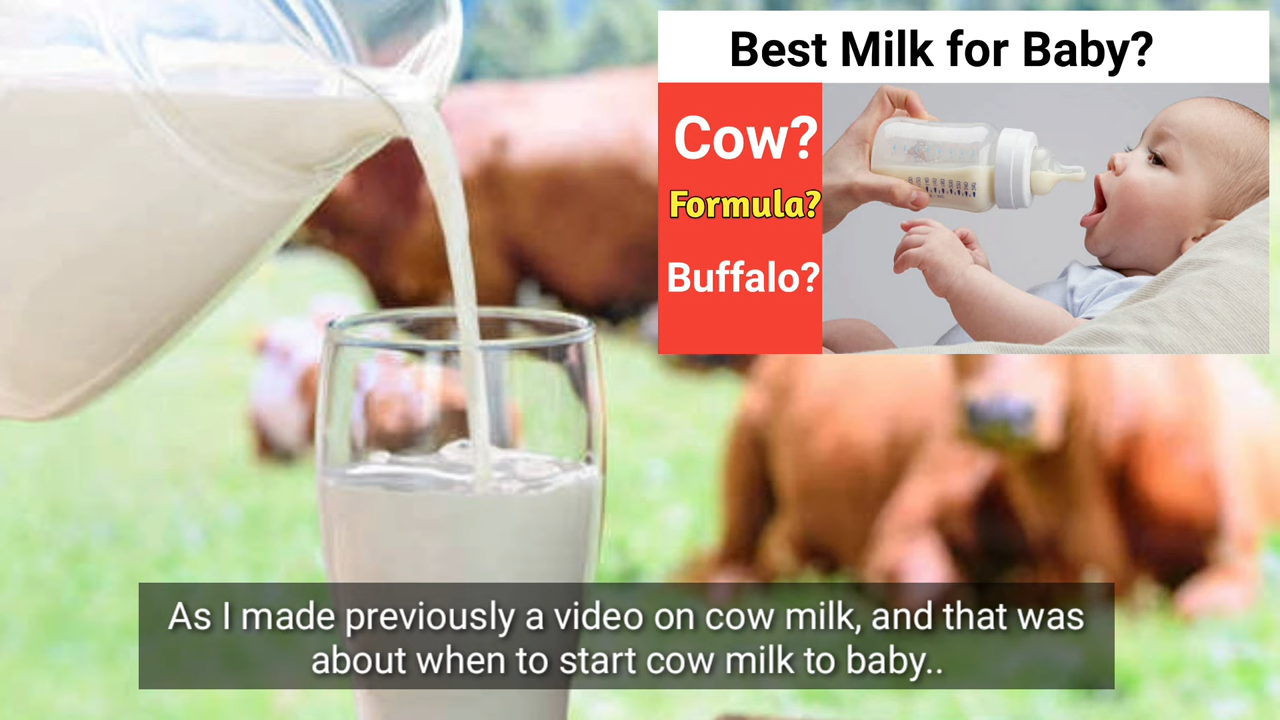 Best Milk for Baby?
Cow?
Formula?
Buffalo?
As I made previously a video on cow milk, and that was
about when to start cow milk to baby..